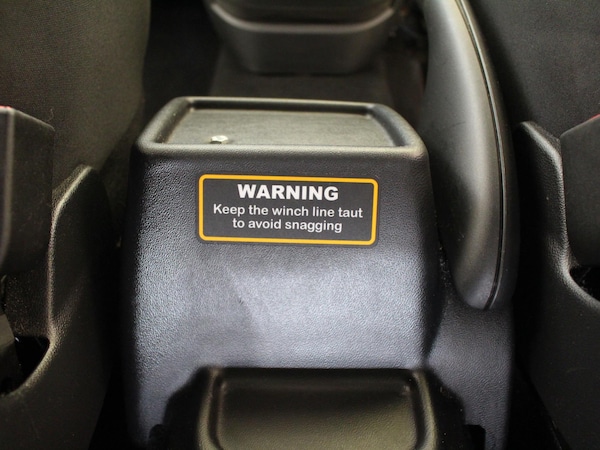 WARNING
Keep the winch line taut
to avoid snagging